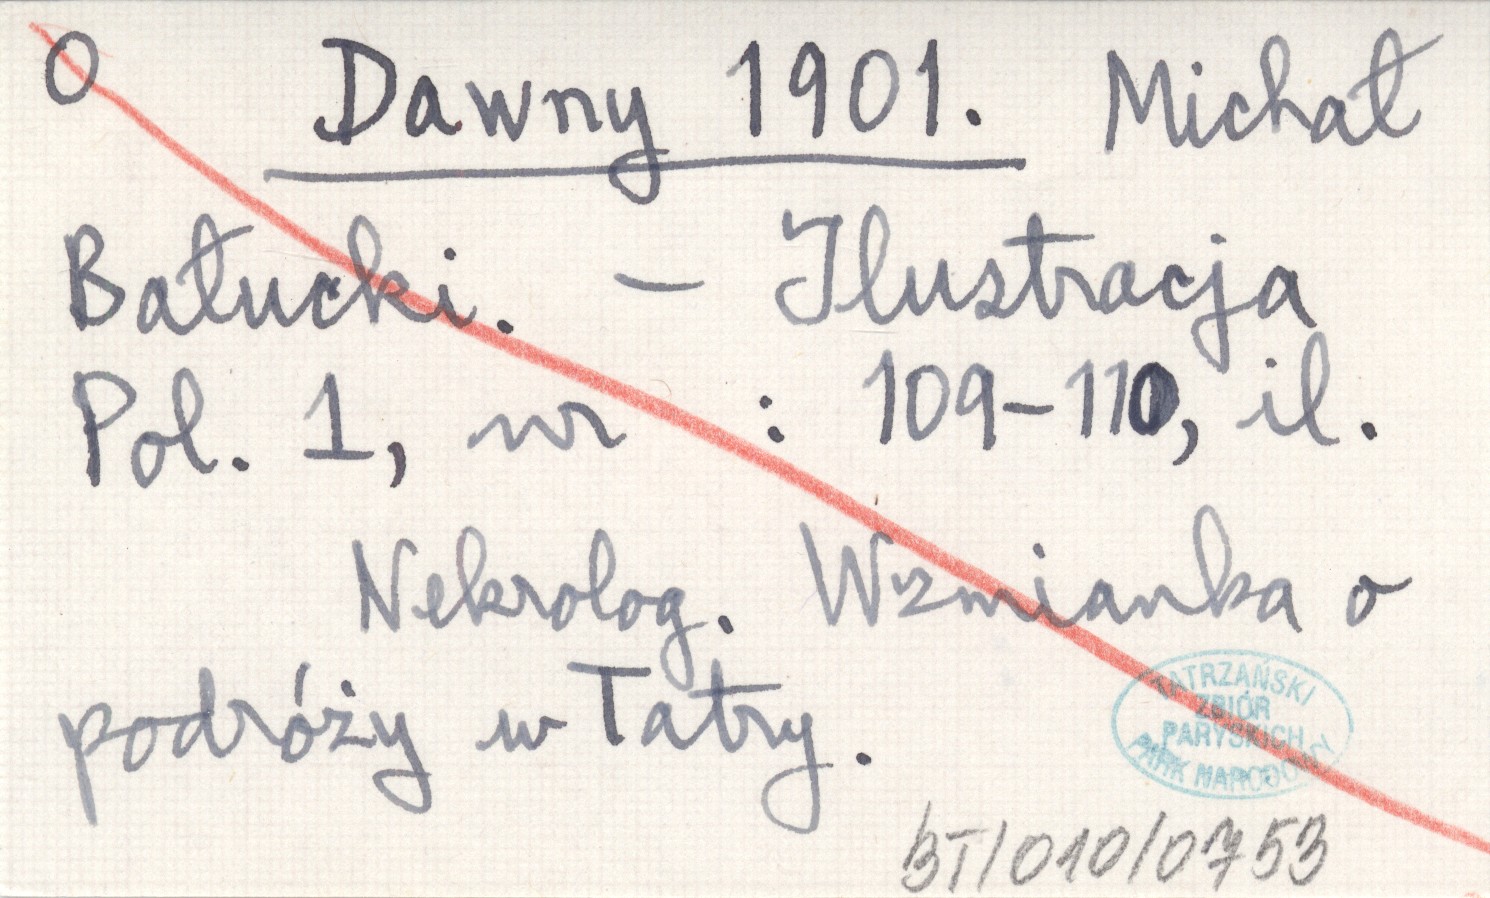 O Dawny 1901. Michał
Bałucki. – Ilustracja
Pol. 1, nr : 109-110, il.
Nekrolog. Wzmianka o
podróży w Tatry.
TATRZAŃSKI
ZBIÓR
PARYSKICH
PARK NARODOWY
BT/010/0753